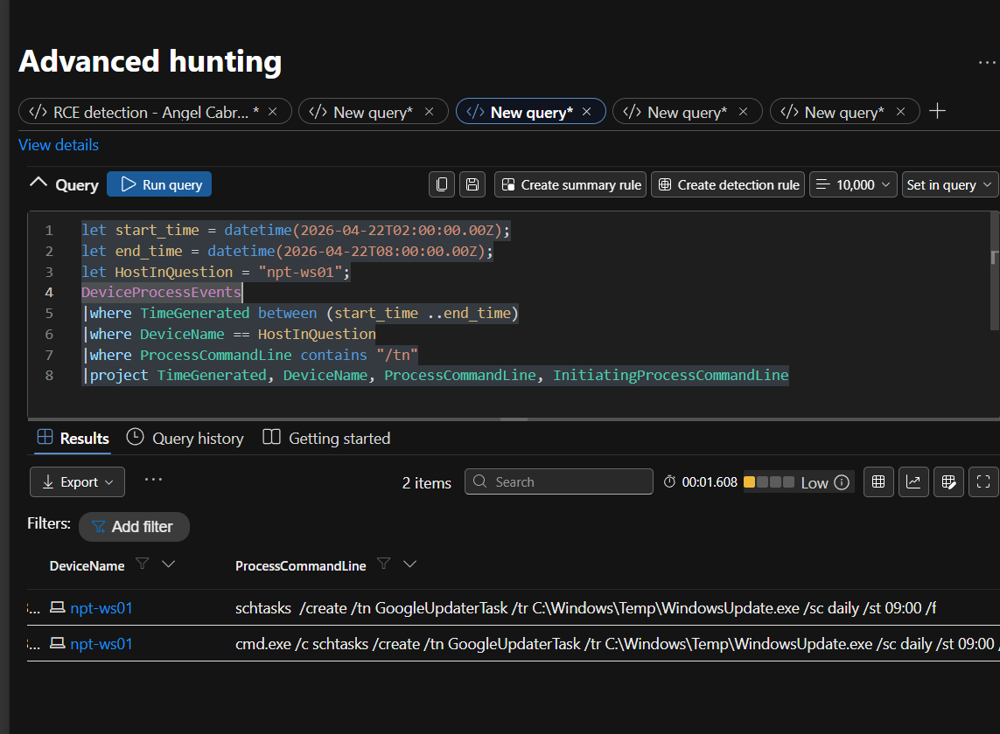 Advanced hunting
...
</> RCE detection - Angel Cabr... * ×
</> New query* ×
</> New query* ×
</> New query* ×
</> New query* ×
+
View details
Query
Run query
Create summary rule
Create detection rule
10,000
Set in query
1 let start_time = datetime(2026-04-22T02:00:00.00Z);
2 let end_time = datetime(2026-04-22T08:00:00.00Z);
3 let HostInQuestion = "npt-ws01";
4 DeviceProcessEvents
5 |where TimeGenerated between (start_time ..end_time)
6 |where DeviceName == HostInQuestion
7 |where ProcessCommandLine contains "/tn"
8 |project TimeGenerated, DeviceName, ProcessCommandLine, InitiatingProcessCommandLine
Results
Query history
Getting started
Export
...
2 items
Search
00:01.608
Low
Filters:
Add filter
DeviceName
ProcessCommandLine
... npt-ws01 schtasks  /create /tn GoogleUpdaterTask /tr C:\Windows\Temp\WindowsUpdate.exe /sc daily /st 09:00 /f
... npt-ws01 cmd.exe /c schtasks /create /tn GoogleUpdaterTask /tr C:\Windows\Temp\WindowsUpdate.exe /sc daily /st 09:00 /